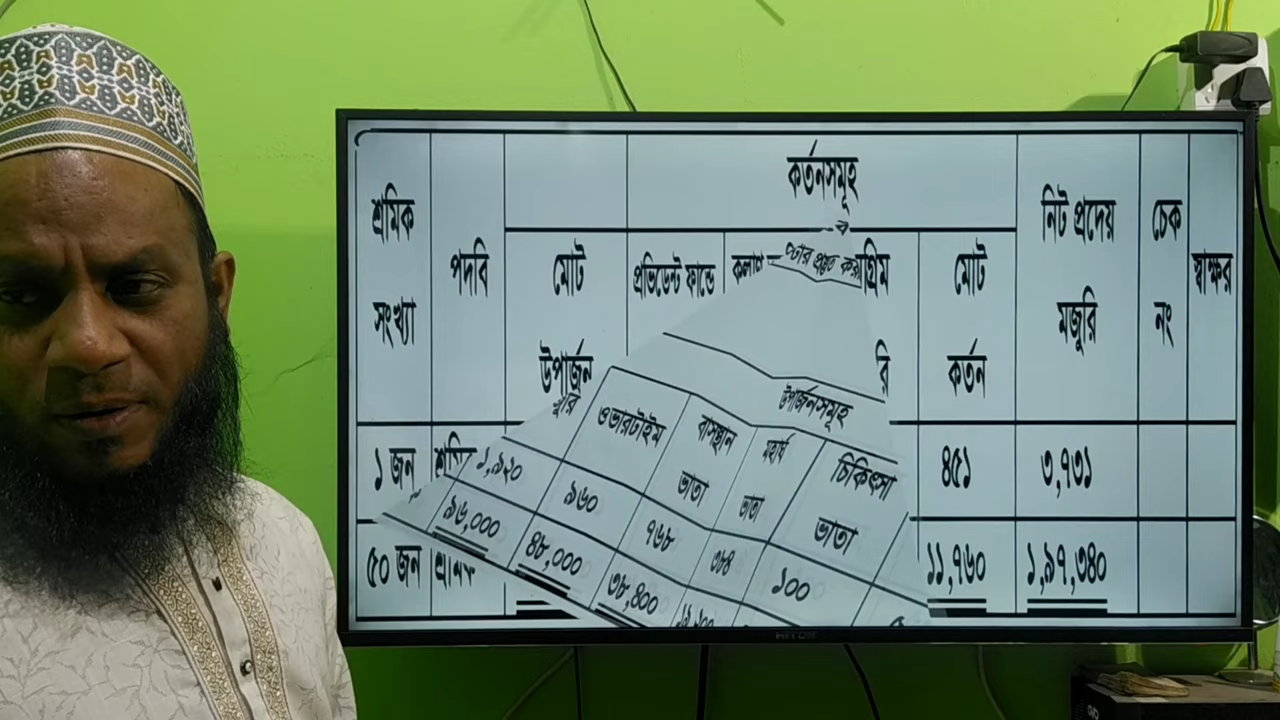 কর্তনসমূহ
শ্রমিক
সংখ্যা
পদবি
মোট
উপার্জন
প্রভিডেন্ট ফান্ডে
মোট
কর্তন
নিট প্রদেয়
মজুরি
চেক
নং
স্বাক্ষর
উপার্জনসমূহ
ওভারটাইম
বাসস্থান
ভাতা
মহার্ঘ
ভাতা
চিকিৎসা
ভাতা
১ জন
১,৯২০
৯৬০
৭৬৮
৩৮৪
১০০
৪৫১
৩,৭৩১
৫০ জন
৯৬,০০০
৪৮,০০০
৩৮,৪০০
১১,৭৬০
১,৯৭,৩৪০